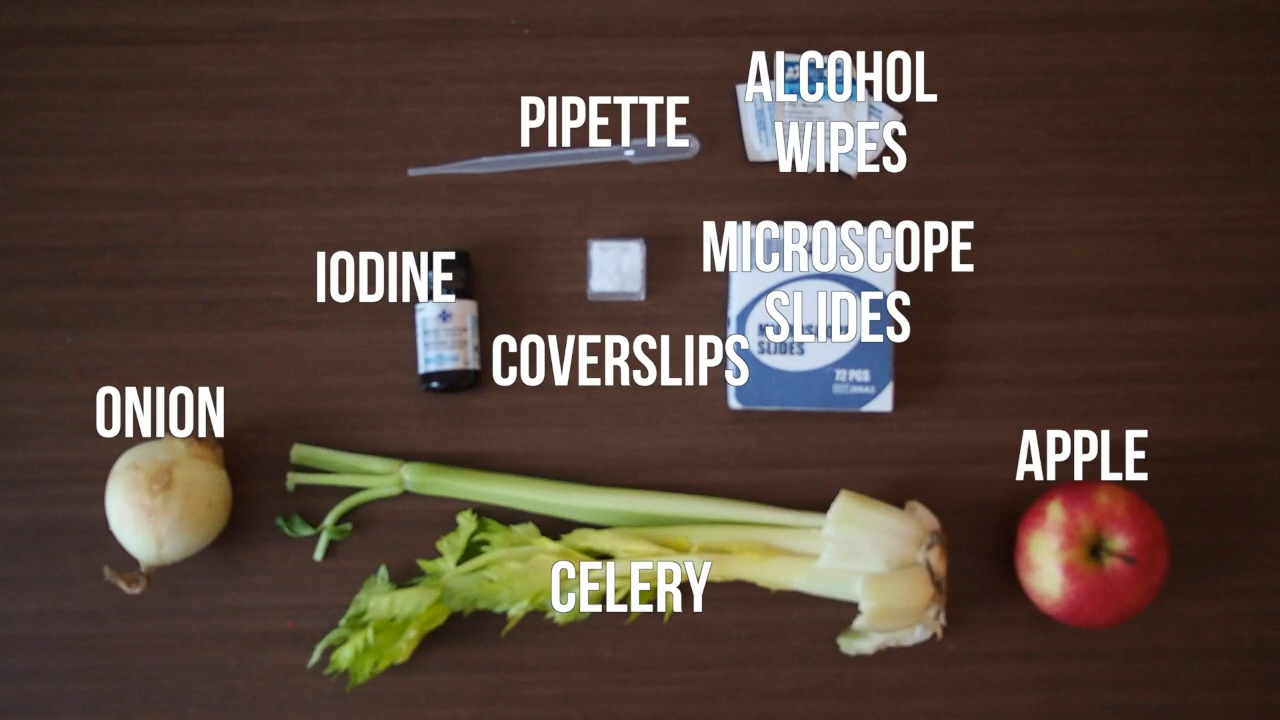 ALCOHOL
WIPES
PIPETTE
MICROSCOPE
SLIDES
IODINE
SLIDES
72 PCS
COVERSLIPS
ONION
APPLE
CELERY